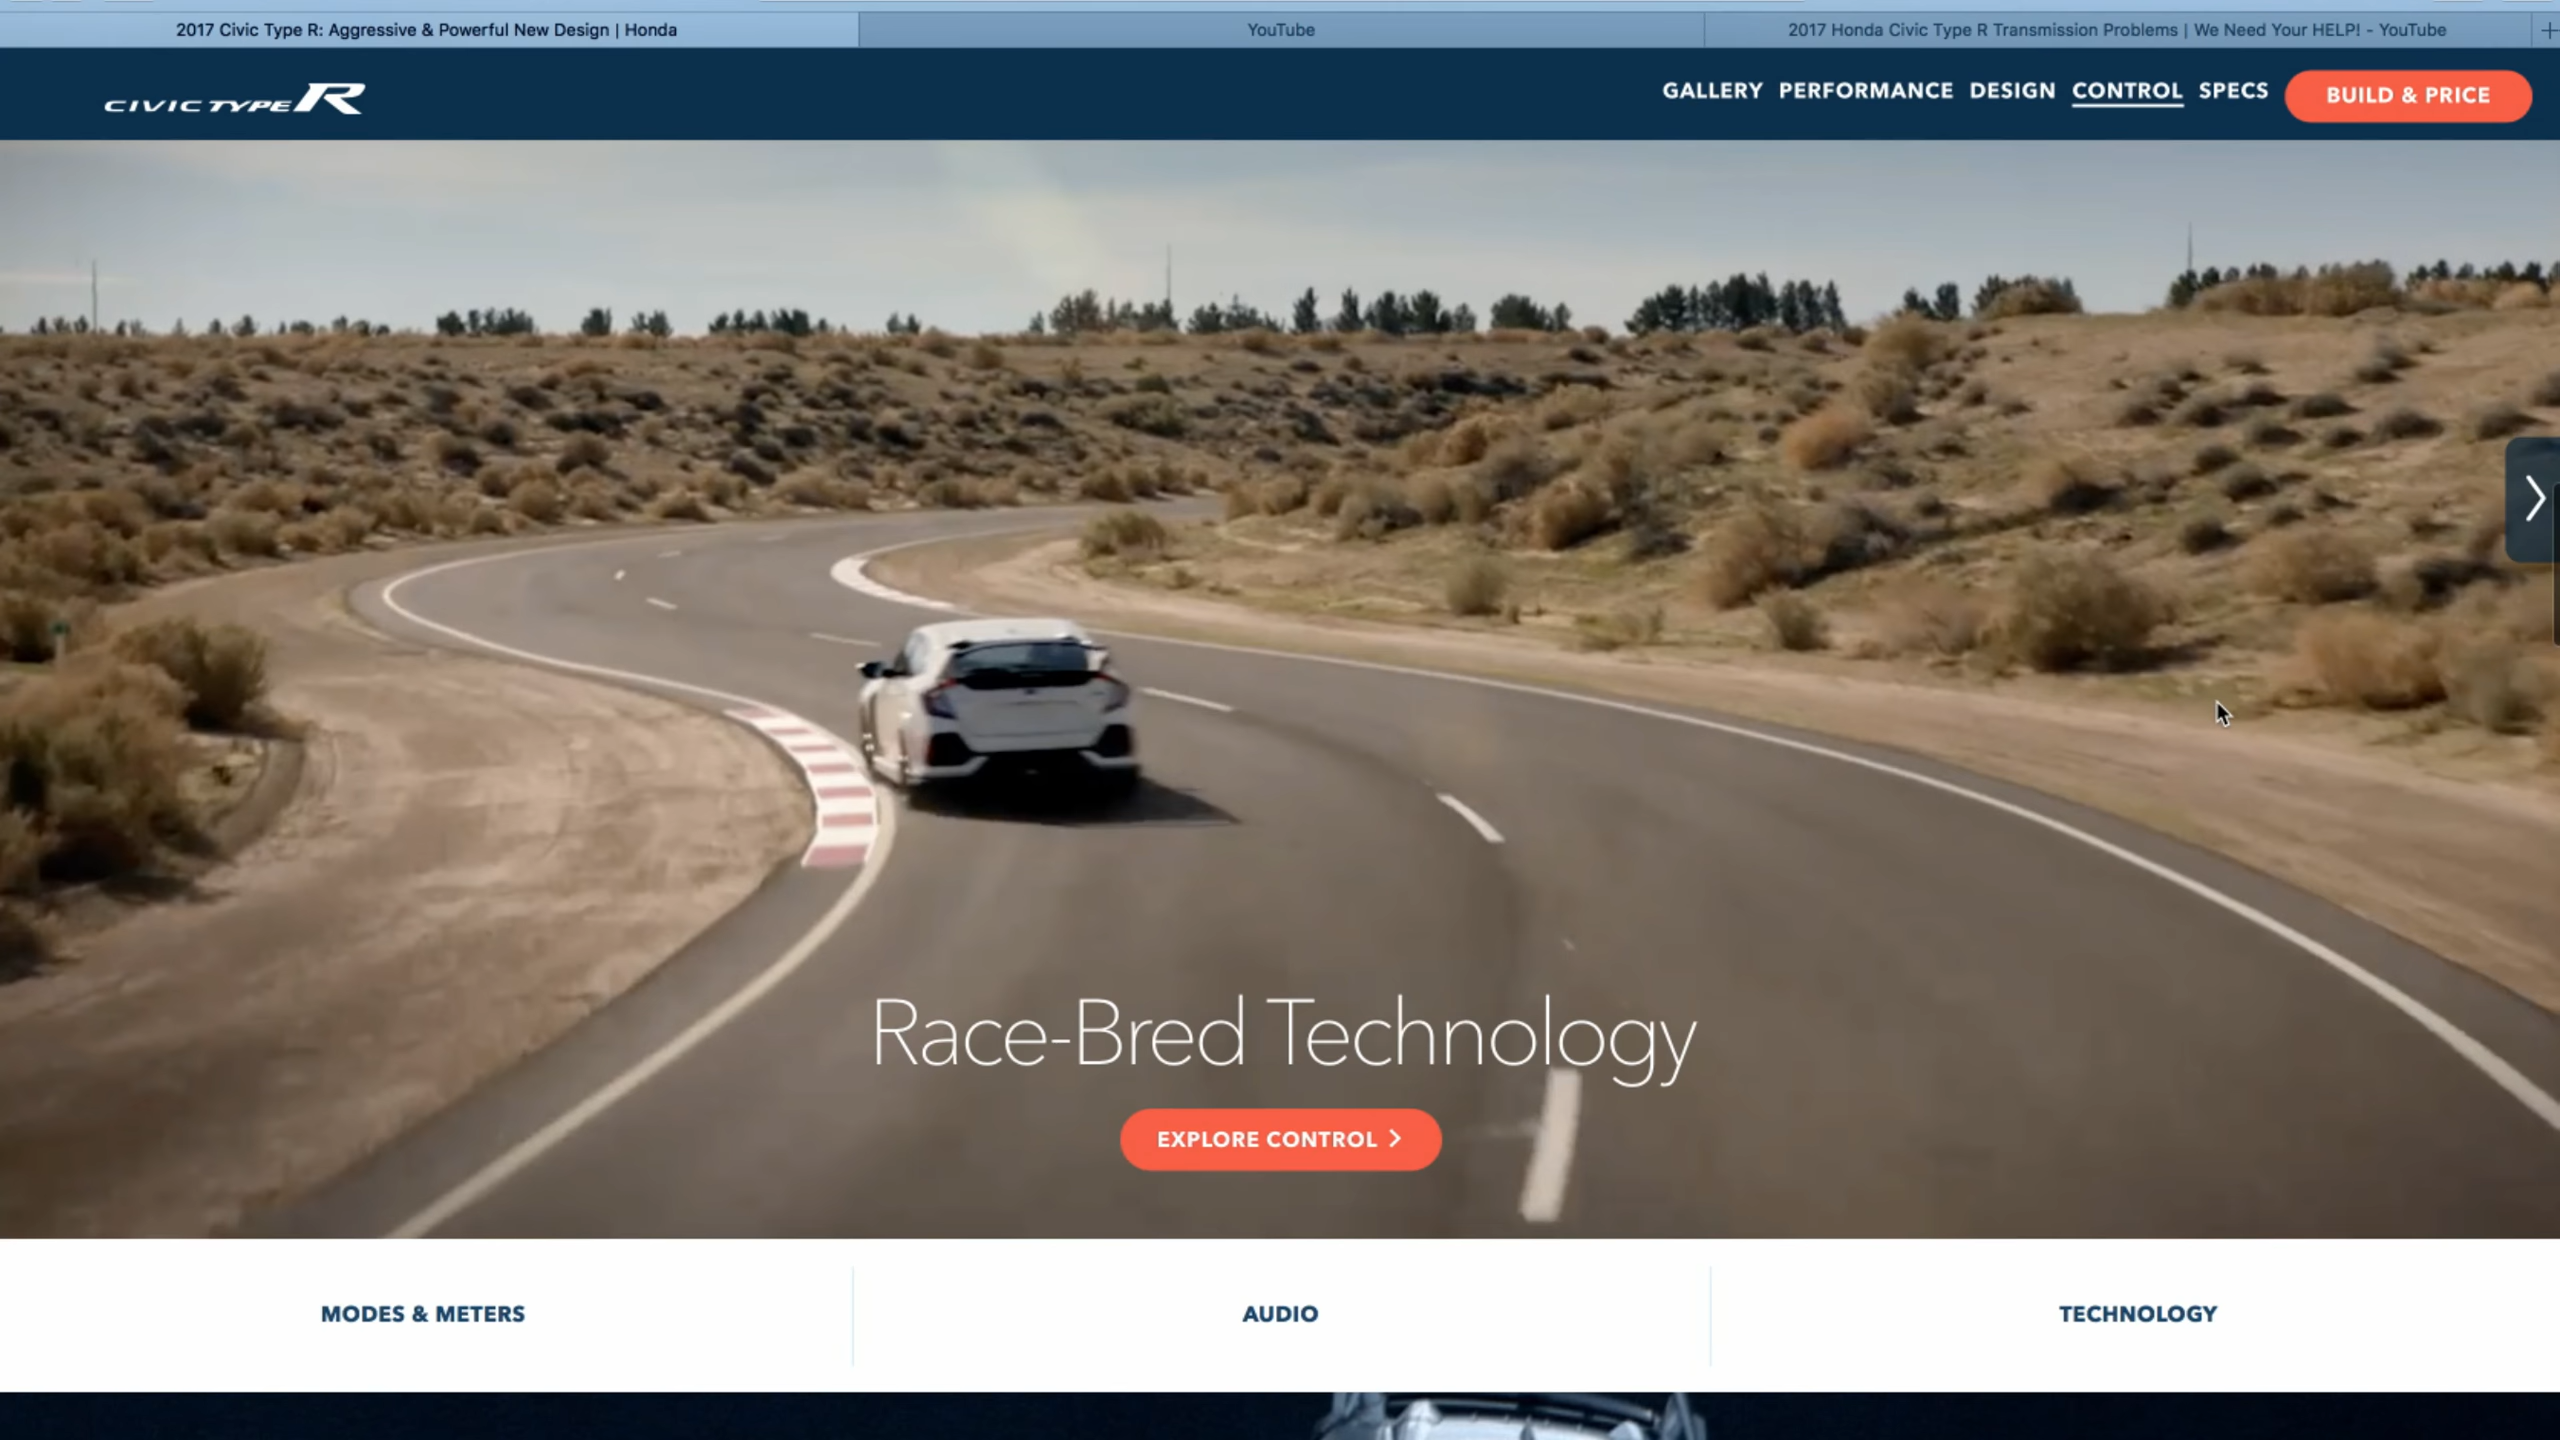 2017 Civic Type R: Aggressive & Powerful New Design | Honda
YouTube
2017 Honda Civic Type R Transmission Problems | We Need Your HELP! - YouTube
CIVIC TYPE R
GALLERY PERFORMANCE DESIGN CONTROL SPECS BUILD & PRICE
Race-Bred Technology
EXPLORE CONTROL >
MODES & METERS
AUDIO
TECHNOLOGY